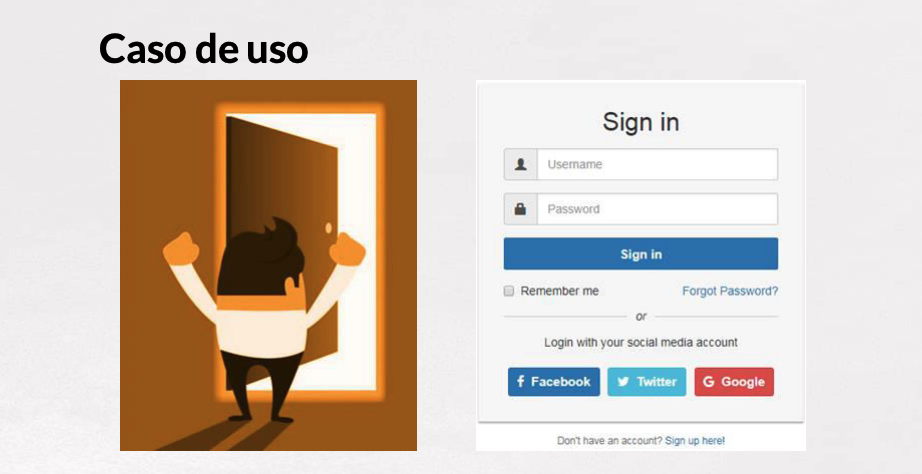 Caso de uso
Sign in
Username
Password
Sign in
Remember me Forgot Password?
or
Login with your social media account
f Facebook Twitter G Google
Don't have an account? Sign up here!